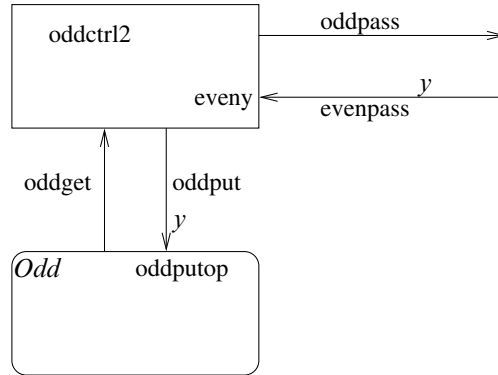 oddpass
oddctrl2
y
eveny
evenpass
oddget
oddput
y
Odd
oddputop